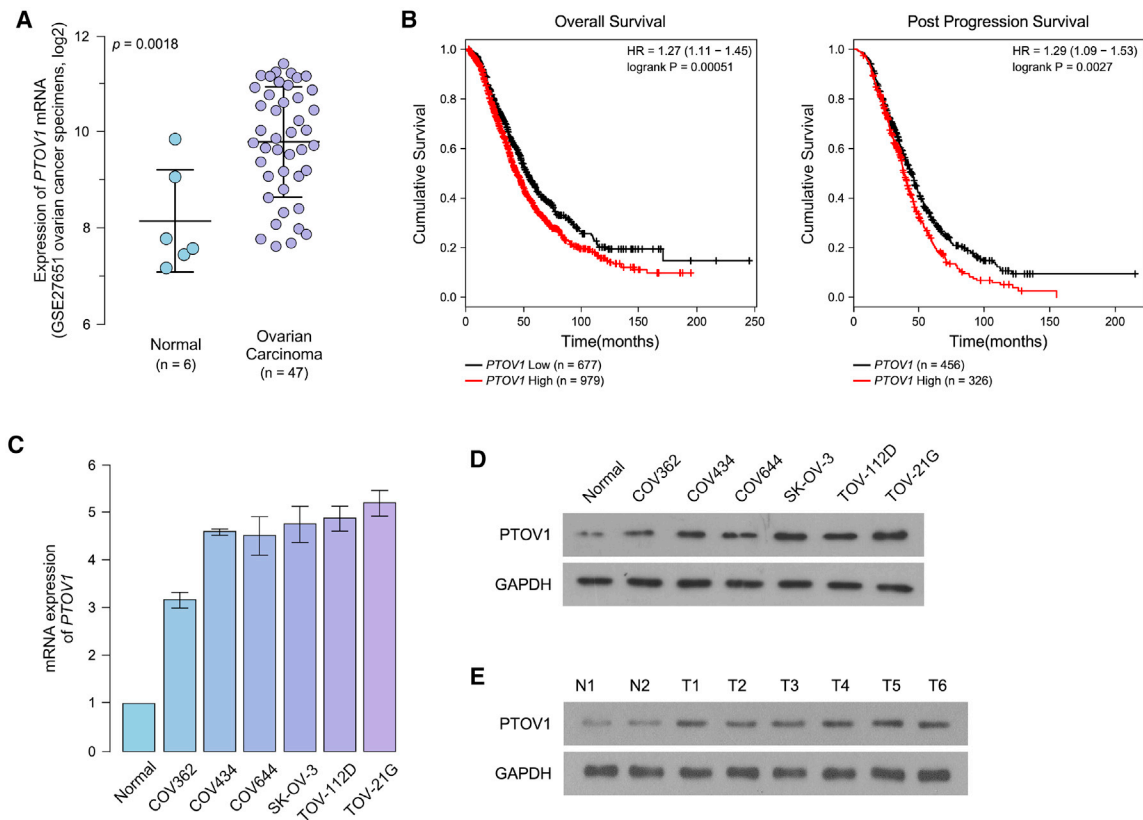 A
Expression of PTOV1 mRNA
(GSE27651 ovarian cancer specimens, log2)
12
10
8
6
p = 0.0018
Normal
(n = 6)
Ovarian
Carcinoma
(n = 47)
B
Overall Survival
HR = 1.27 (1.11 − 1.45)
logrank P = 0.00051
Cumulative Survival
1.0
0.8
0.6
0.4
0.2
0.0
0
50
100
150
200
250
Time(months)
PTOV1 Low (n = 677)
PTOV1 High (n = 979)
Post Progression Survival
HR = 1.29 (1.09 − 1.53)
logrank P = 0.0027
Cumulative Survival
1.0
0.8
0.6
0.4
0.2
0.0
0
50
100
150
200
Time(months)
PTOV1 (n = 456)
PTOV1 High (n = 326)
C
mRNA expression
of PTOV1
6
5
4
3
2
1
0
Normal
COV362
COV434
COV644
SK-OV-3
TOV-112D
TOV-21G
D
Normal
COV362
COV434
COV644
SK-OV-3
TOV-112D
TOV-21G
PTOV1
GAPDH
E
N1 N2 T1 T2 T3 T4 T5 T6
PTOV1
GAPDH